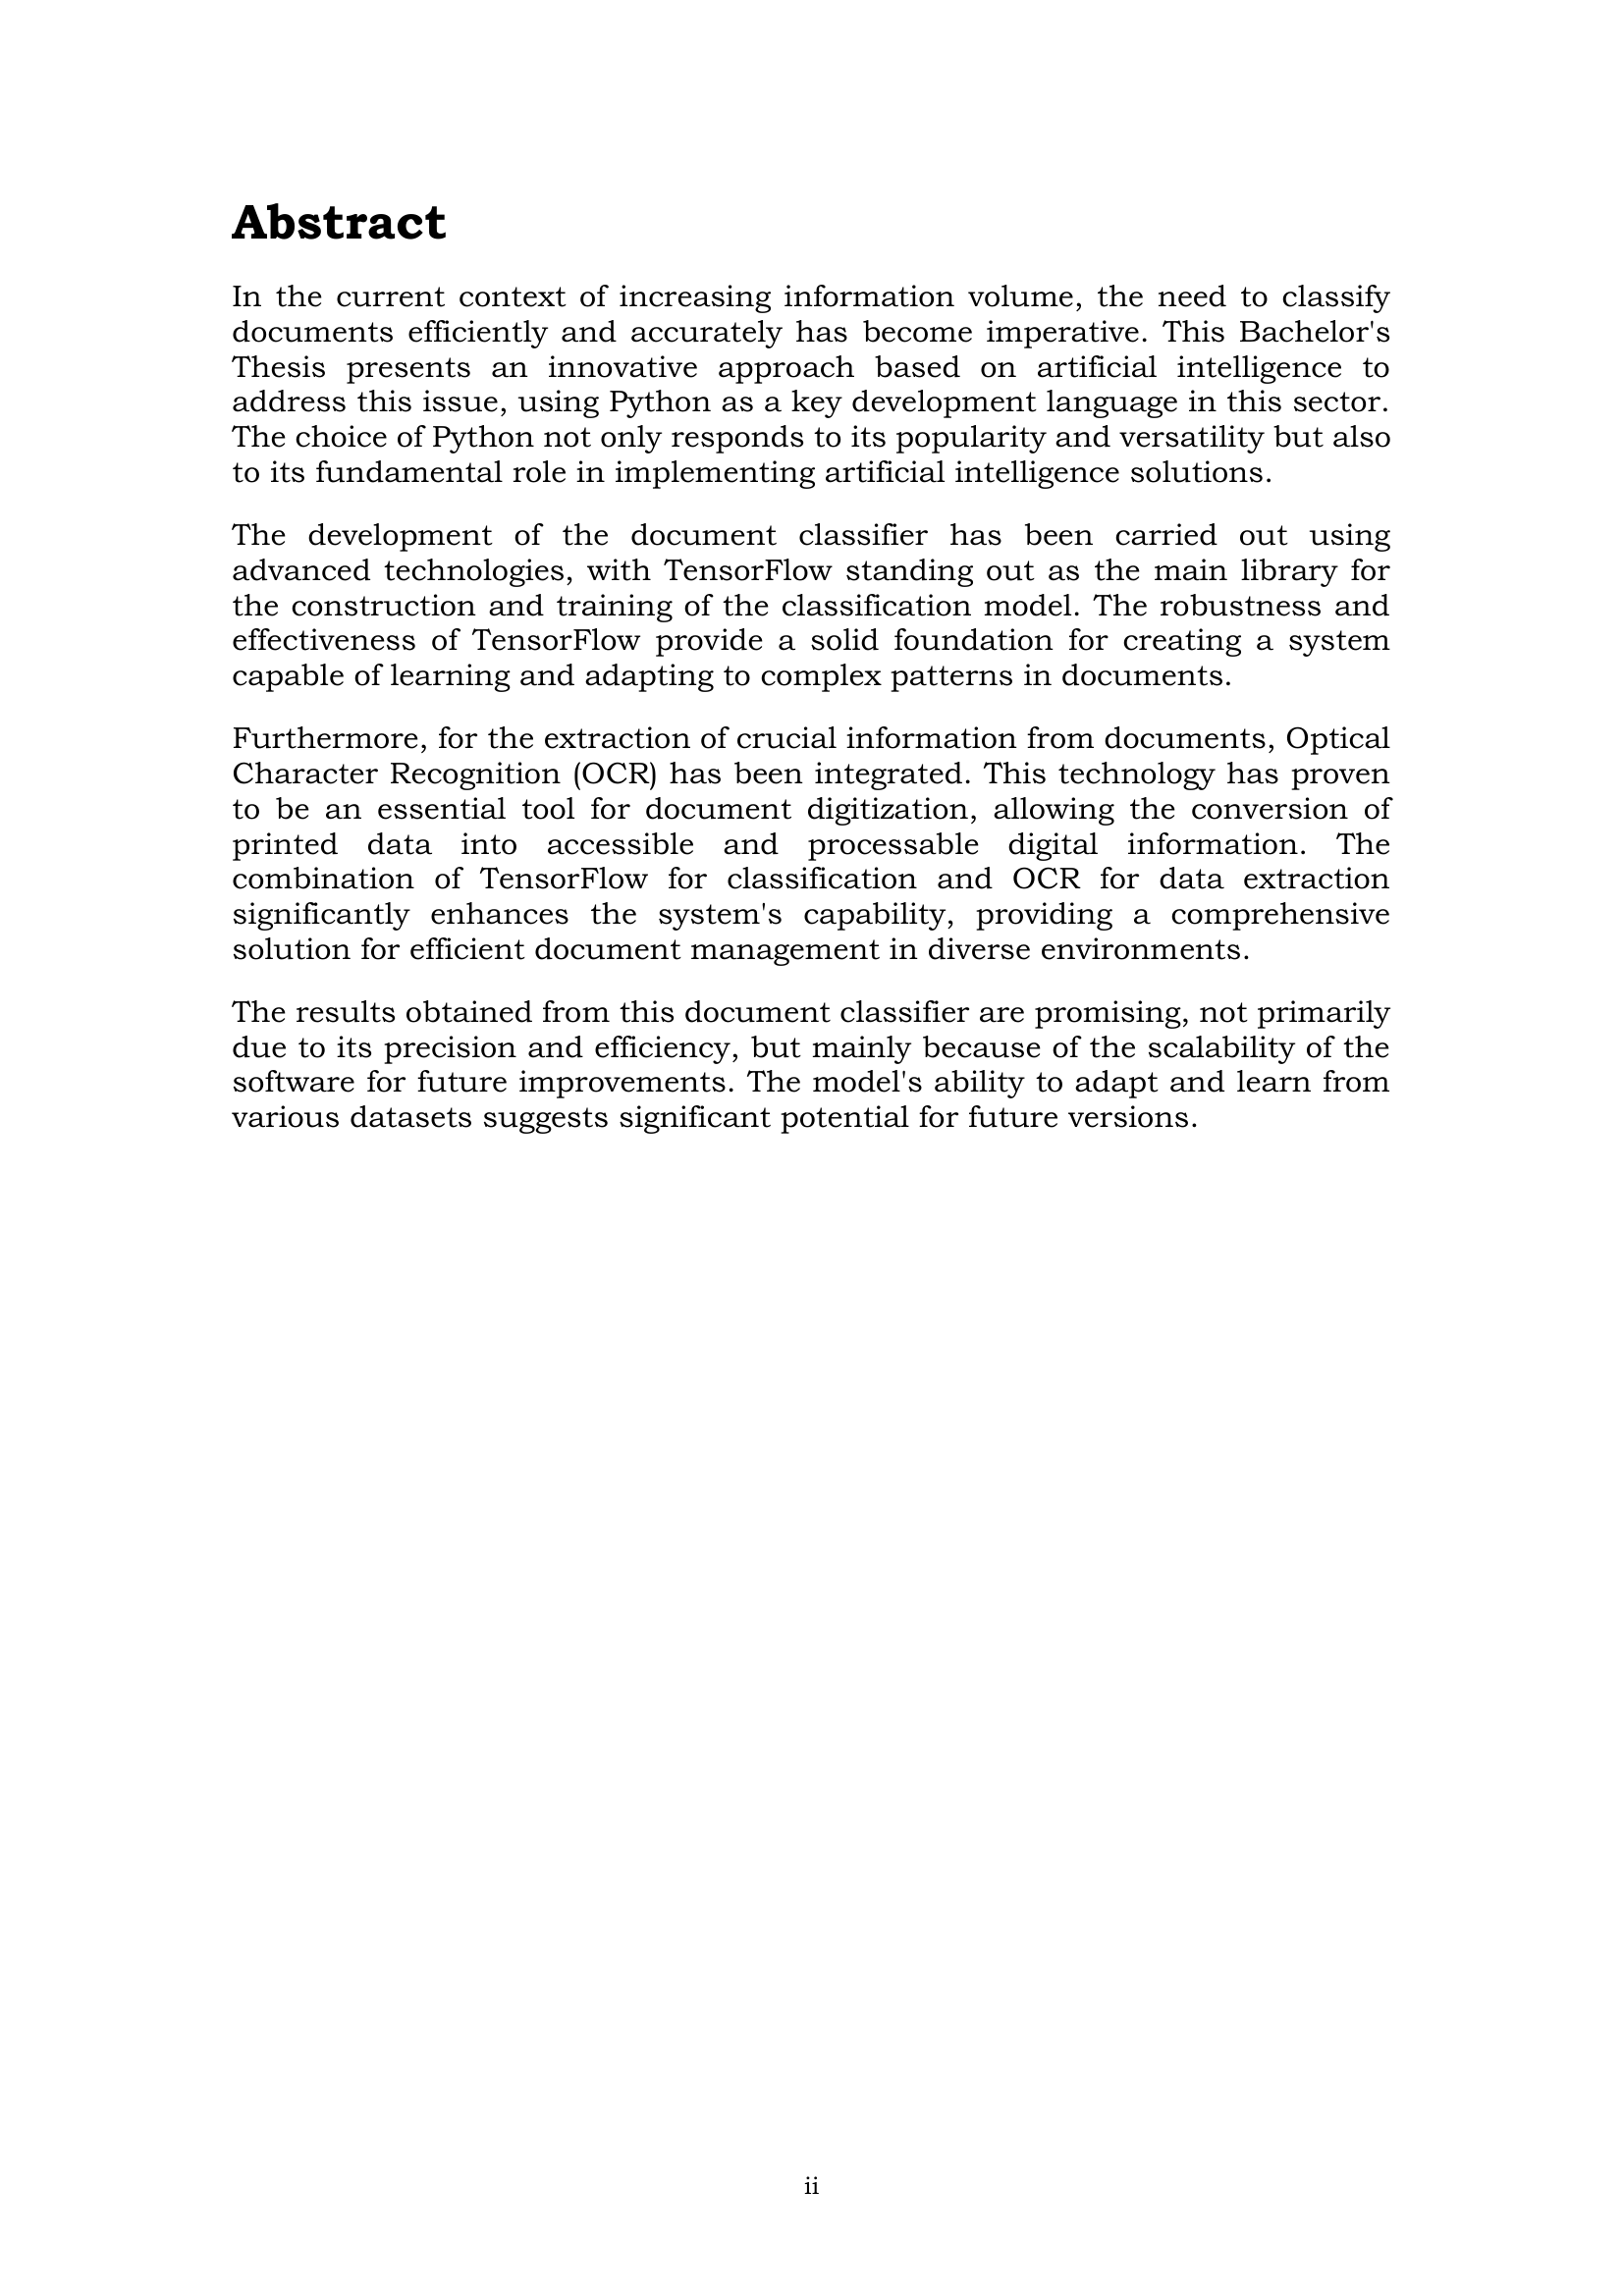 Abstract
In the current context of increasing information volume, the need to classify
documents efficiently and accurately has become imperative. This Bachelor's
Thesis presents an innovative approach based on artificial intelligence to
address this issue, using Python as a key development language in this sector.
The choice of Python not only responds to its popularity and versatility but also
to its fundamental role in implementing artificial intelligence solutions.
The development of the document classifier has been carried out using
advanced technologies, with TensorFlow standing out as the main library for
the construction and training of the classification model. The robustness and
effectiveness of TensorFlow provide a solid foundation for creating a system
capable of learning and adapting to complex patterns in documents.
Furthermore, for the extraction of crucial information from documents, Optical
Character Recognition (OCR) has been integrated. This technology has proven
to be an essential tool for document digitization, allowing the conversion of
printed data into accessible and processable digital information. The
combination of TensorFlow for classification and OCR for data extraction
significantly enhances the system's capability, providing a comprehensive
solution for efficient document management in diverse environments.
The results obtained from this document classifier are promising, not primarily
due to its precision and efficiency, but mainly because of the scalability of the
software for future improvements. The model's ability to adapt and learn from
various datasets suggests significant potential for future versions.
ii